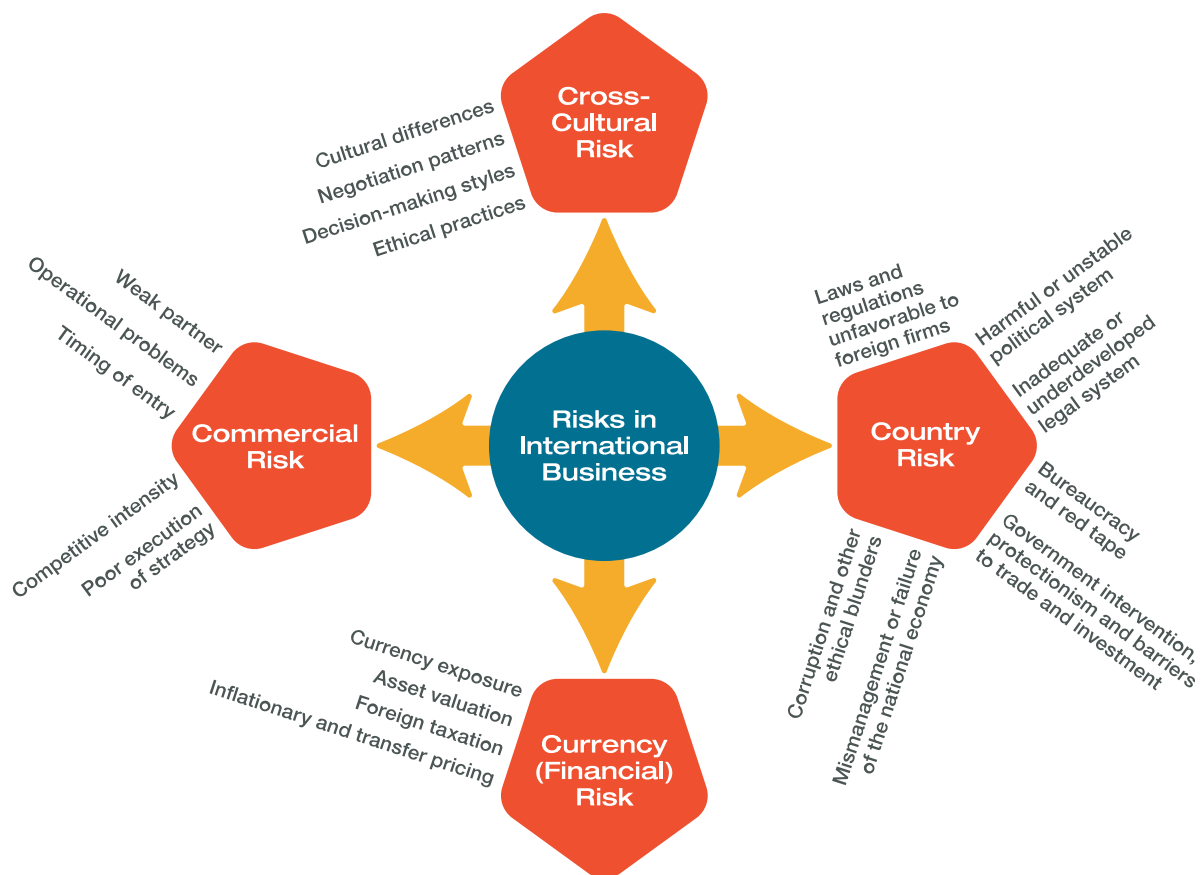 Cross-
Cultural
Risk
Cultural differences
Negotiation patterns
Decision-making styles
Ethical practices
Weak partner
Operational problems
Timing of entry
Commercial
Risk
Competitive intensity
Poor execution
of strategy
Risks in
International
Business
Laws and
regulations
unfavorable to
foreign firms
Harmful or unstable
political system
Inadequate or
underdeveloped
legal system
Country
Risk
Bureaucracy
and red tape
Government intervention,
protectionism and barriers
to trade and investment
Mismanagement or failure
of the national economy
Corruption and other
ethical blunders
Currency exposure
Asset valuation
Foreign taxation
Inflationary and transfer pricing
Currency
(Financial)
Risk